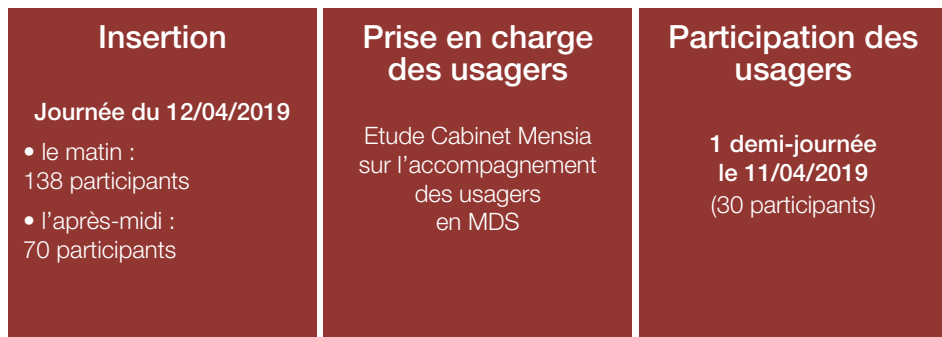 Insertion
Journée du 12/04/2019
• le matin :
138 participants
• l’après-midi :
70 participants
Prise en charge
des usagers
Etude Cabinet Mensia
sur l’accompagnement
des usagers
en MDS
Participation des
usagers
1 demi-journée
le 11/04/2019
(30 participants)